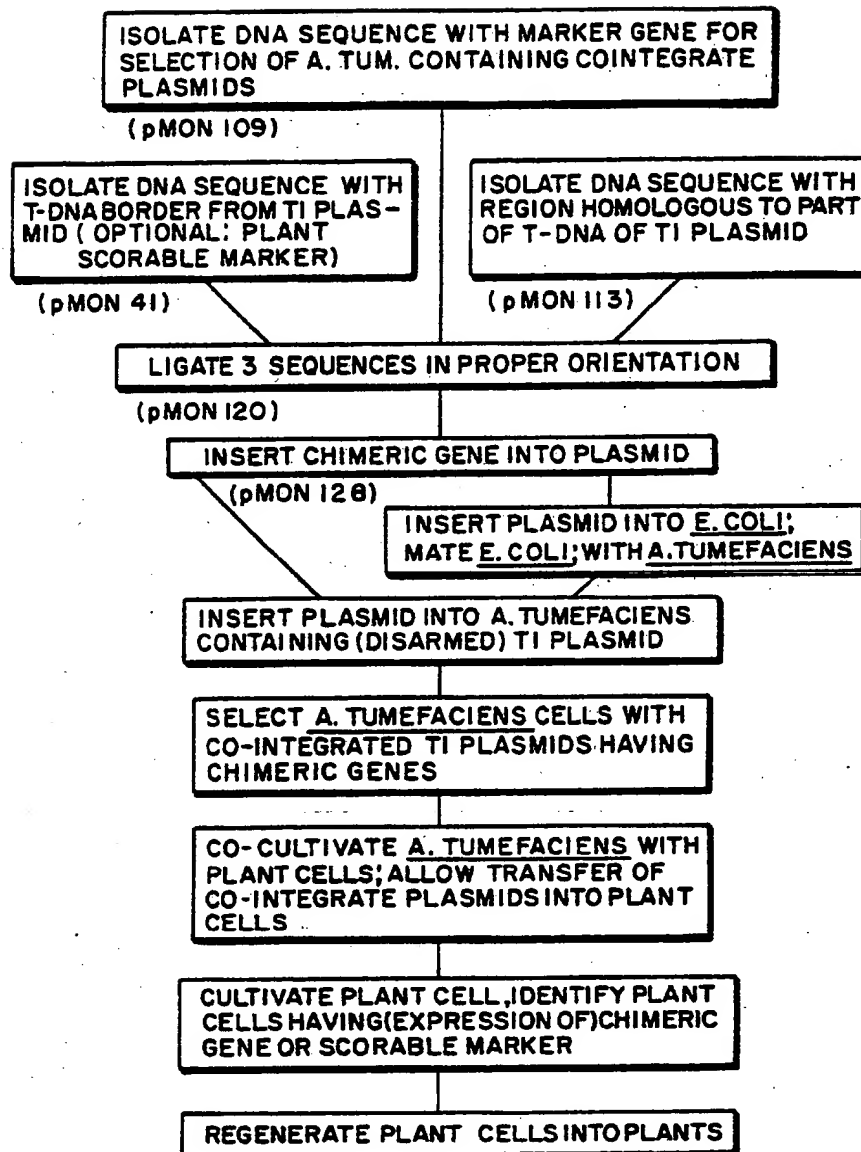 ISOLATE DNA SEQUENCE WITH MARKER GENE FOR
SELECTION OF A. TUM. CONTAINING COINTEGRATE
PLASMIDS
(pMON 109)
ISOLATE DNA SEQUENCE WITH
T-DNA BORDER FROM TI PLAS-
MID (OPTIONAL: PLANT
SCORABLE MARKER)
(pMON 41)
ISOLATE DNA SEQUENCE WITH
REGION HOMOLOGOUS TO PART
OF T-DNA OF TI PLASMID
(pMON 113)
LIGATE 3 SEQUENCES IN PROPER ORIENTATION
(pMON 120)
INSERT CHIMERIC GENE INTO PLASMID
(pMON 128)
INSERT PLASMID INTO E. COLI;
MATE E. COLI; WITH A.TUMEFACIENS
INSERT PLASMID INTO A. TUMEFACIENS
CONTAINING (DISARMED) TI PLASMID
SELECT A. TUMEFACIENS CELLS WITH
CO-INTEGRATED TI PLASMIDS HAVING
CHIMERIC GENES
CO-CULTIVATE A. TUMEFACIENS WITH
PLANT CELLS; ALLOW TRANSFER OF
CO-INTEGRATE PLASMIDS INTO PLANT
CELLS
CULTIVATE PLANT CELL, IDENTIFY PLANT
CELLS HAVING (EXPRESSION OF) CHIMERIC
GENE OR SCORABLE MARKER
REGENERATE PLANT CELLS INTO PLANTS